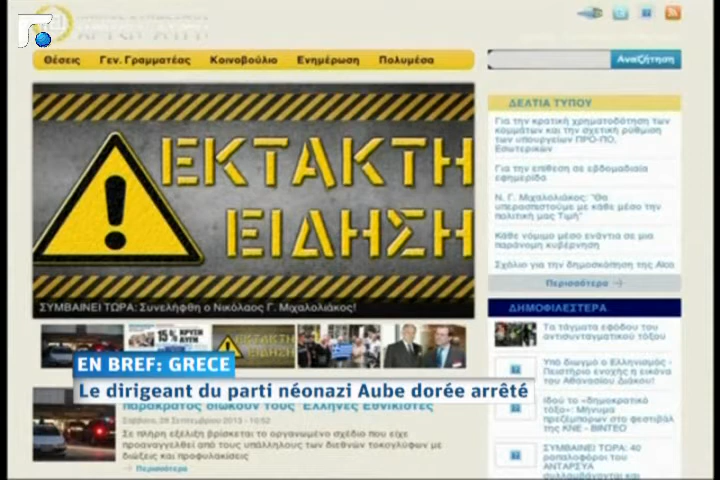 Θέσεις Γεν. Γραμματέας Κοινοβούλιο Ενημέρωση Πολυμέσα
Αναζήτηση
ΕΚΤΑΚΤΗ
ΕΙΔΗΣΗ
ΣΥΜΒΑΙΝΕΙ ΤΩΡΑ: Συνελήφθη ο Νικόλαος Γ. Μιχαλολιάκος!
ΔΕΛΤΙΑ ΤΥΠΟΥ
Για την κρατική χρηματοδότηση των
κομμάτων και την σχετική ρύθμιση
των υπουργείων ΠΡΟ-ΠΟ,
Εσωτερικών
Για την επίθεση σε εβδομαδιαία
εφημερίδα
Ν. Γ. Μιχαλολιάκος: "Θα
υπερασπιστούμε με κάθε μέσο την
πολιτική μας Τιμή"
Κάθε νόμιμο μέσο ενάντια σε μια
παράνομη κυβέρνηση
Σχόλιο για την δημοσκόπηση της Alco
Περισσότερα
ΔΗΜΟΦΙΛΕΣΤΕΡΑ
Τα τάγματα εφόδου του
αντισυνταγματικού τόξου
Υπό διωγμό ο Ελληνισμός -
Πειστήριο ενοχής η εικόνα
του Αθανασίου Διάκου!
Ιδού το «δημοκρατικό
τόξο»: Μήνυμα
πρεζέμπορων στο φεστιβάλ
της ΚΝΕ - ΒΙΝΤΕΟ
ΣΥΜΒΑΙΝΕΙ ΤΩΡΑ: 40
ροπαλοφόροι του
ΑΝΤΑΡΣΥΑ
EN BREF: GRECE
Le dirigeant du parti néonazi Aube dorée arrêté
παρακράτος διώκουν τους Έλληνες Εθνικιστές
Σάββατο, 28 Σεπτεμβρίου 2013 - 10:52
Σε πλήρη εξέλιξη βρίσκεται το οργανωμένο σχέδιο που είχε
προαναγγελθεί από τους υπαλλήλους των διεθνών τοκογλύφων με
διώξεις και προφυλακίσεις
Περισσότερα